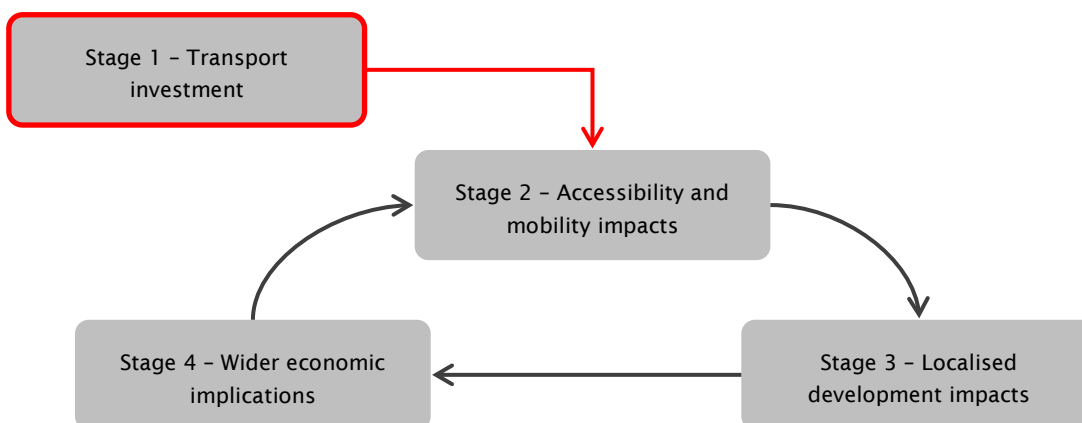 Stage 1 – Transport
investment
Stage 2 – Accessibility and
mobility impacts
Stage 4 – Wider economic
implications
Stage 3 – Localised
development impacts